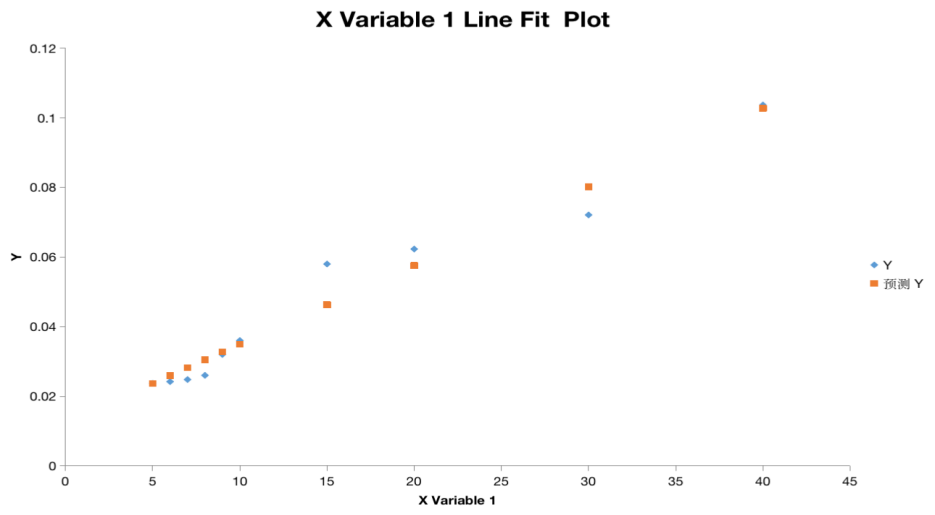 X Variable 1 Line Fit  Plot
0.12
0.1
0.08
0.06
0.04
0.02
0
Y
0 5 10 15 20 25 30 35 40 45
X Variable 1
Y
预测 Y